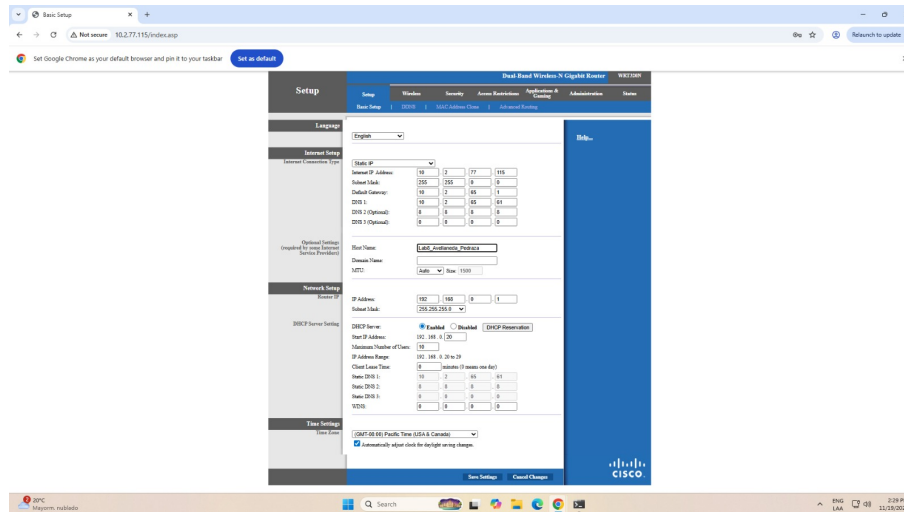 Basic Setup
Not secure 10.2.77.115/index.asp
Relaunch to update
Set Google Chrome as your default browser and pin it to your taskbar Set as default
Dual-Band Wireless-N Gigabit Router WRT320N
Setup
Setup Wireless Security Access Restrictions Applications & Gaming Administration Status
Basic Setup | DDNS | MAC Address Clone | Advanced Routing
Language
English
Help...
Internet Setup
Internet Connection Type
Static IP
Internet IP Address: 10 . 2 . 77 . 115
Subnet Mask: 255 . 255 . 0 . 0
Default Gateway: 10 . 2 . 65 . 1
DNS 1: 10 . 2 . 65 . 61
DNS 2 (Optional): 0 . 0 . 0 . 0
DNS 3 (Optional): 0 . 0 . 0 . 0
Optional Settings
(required by some Internet
Service Providers)
Host Name: Lab8_Avellaneda_Pedraza
Domain Name:
MTU: Auto Size: 1500
Network Setup
Router IP
IP Address: 192 . 168 . 0 . 1
Subnet Mask: 255.255.255.0
DHCP Server Setting
DHCP Server: Enabled Disabled DHCP Reservation
Start IP Address: 192 . 168 . 0. 20
Maximum Number of Users: 10
IP Address Range: 192 . 168 . 0. 20 to 29
Client Lease Time: 0 minutes (0 means one day)
Static DNS 1: 10 . 2 . 65 . 61
Static DNS 2: 0 . 0 . 0 . 0
Static DNS 3: 0 . 0 . 0 . 0
WINS: 0 . 0 . 0 . 0
Time Settings
Time Zone
(GMT-08:00) Pacific Time (USA & Canada)
Automatically adjust clock for daylight saving changes.
Save Settings Cancel Changes
CISCO
20°C
Mayorm. nublado
Search
ENG
LAA
2:29 P
11/19/202